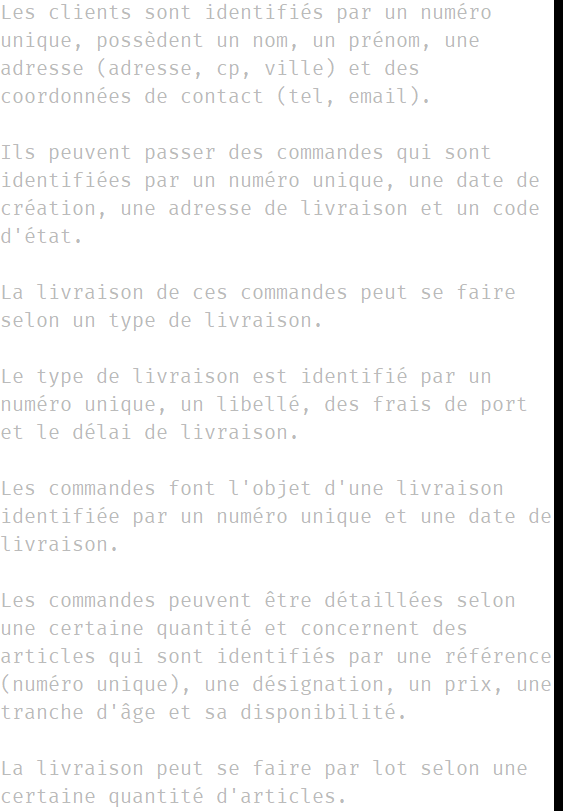 Les clients sont identifiés par un numéro
unique, possèdent un nom, un prénom, une
adresse (adresse, cp, ville) et des
coordonnées de contact (tel, email).
Ils peuvent passer des commandes qui sont
identifiées par un numéro unique, une date de
création, une adresse de livraison et un code
d'état.
La livraison de ces commandes peut se faire
selon un type de livraison.
Le type de livraison est identifié par un
numéro unique, un libellé, des frais de port
et le délai de livraison.
Les commandes font l'objet d'une livraison
identifiée par un numéro unique et une date de
livraison.
Les commandes peuvent être détaillées selon
une certaine quantité et concernent des
articles qui sont identifiés par une référence
(numéro unique), une désignation, un prix, une
tranche d'âge et sa disponibilité.
La livraison peut se faire par lot selon une
certaine quantité d'articles.